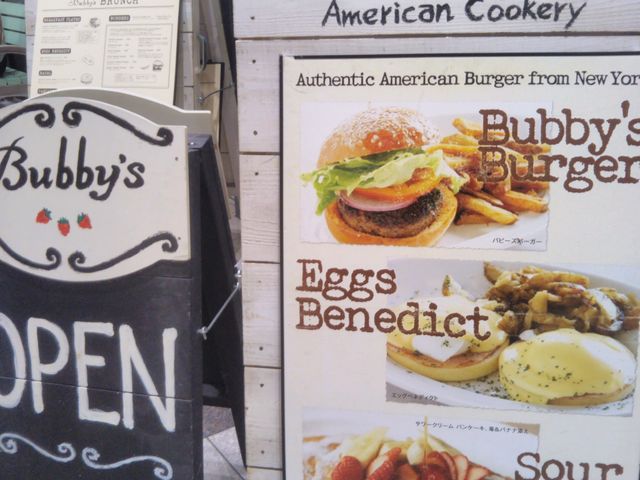 Bubby's BRUNCH
American Cookery
Authentic American Burger from New Yor
Bubby's
Bubby's
Burger
バビーズバーガー
OPEN
Eggs
Benedict
エッグベネディクト
サワークリーム パンケーキ、苺&バナナ添え
Sour